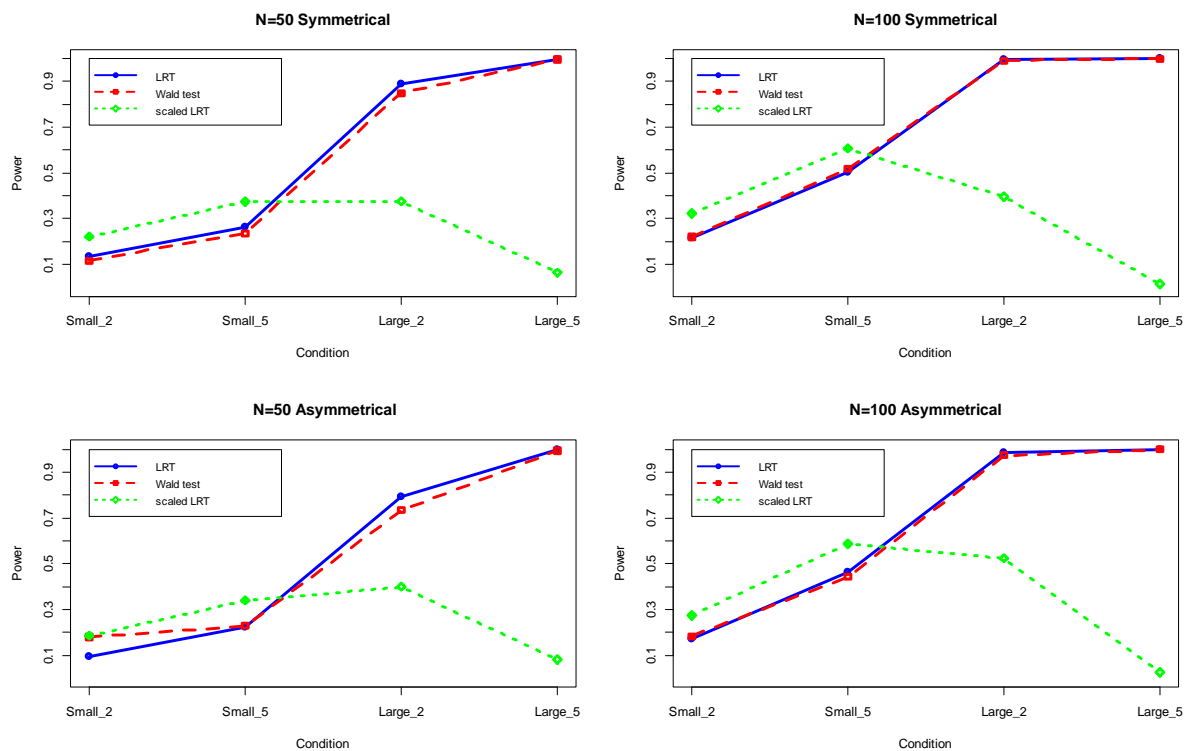 N=50 Symmetrical
LRT
Wald test
scaled LRT
0.9
0.7
0.5
0.3
0.1
Power
Small_2 Small_5 Large_2 Large_5
Condition
N=100 Symmetrical
LRT
Wald test
scaled LRT
0.9
0.7
0.5
0.3
0.1
Power
Small_2 Small_5 Large_2 Large_5
Condition
N=50 Asymmetrical
LRT
Wald test
scaled LRT
0.9
0.7
0.5
0.3
0.1
Power
Small_2 Small_5 Large_2 Large_5
Condition
N=100 Asymmetrical
LRT
Wald test
scaled LRT
0.9
0.7
0.5
0.3
0.1
Power
Small_2 Small_5 Large_2 Large_5
Condition